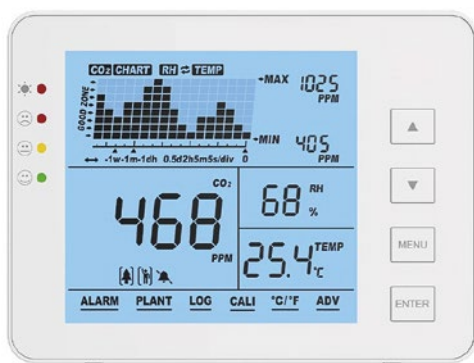 CO2 CHART RH ⇄ TEMP
MAX 1025
PPM
GOOD ZONE
MIN 405
PPM
↔ -1w-1m-1dh 0.5d2h5m5s/div 0
CO2
468
PPM
68 RH
%
25.4 TEMP
°C
ALARM PLANT LOG CALI °C/°F ADV
MENU
ENTER